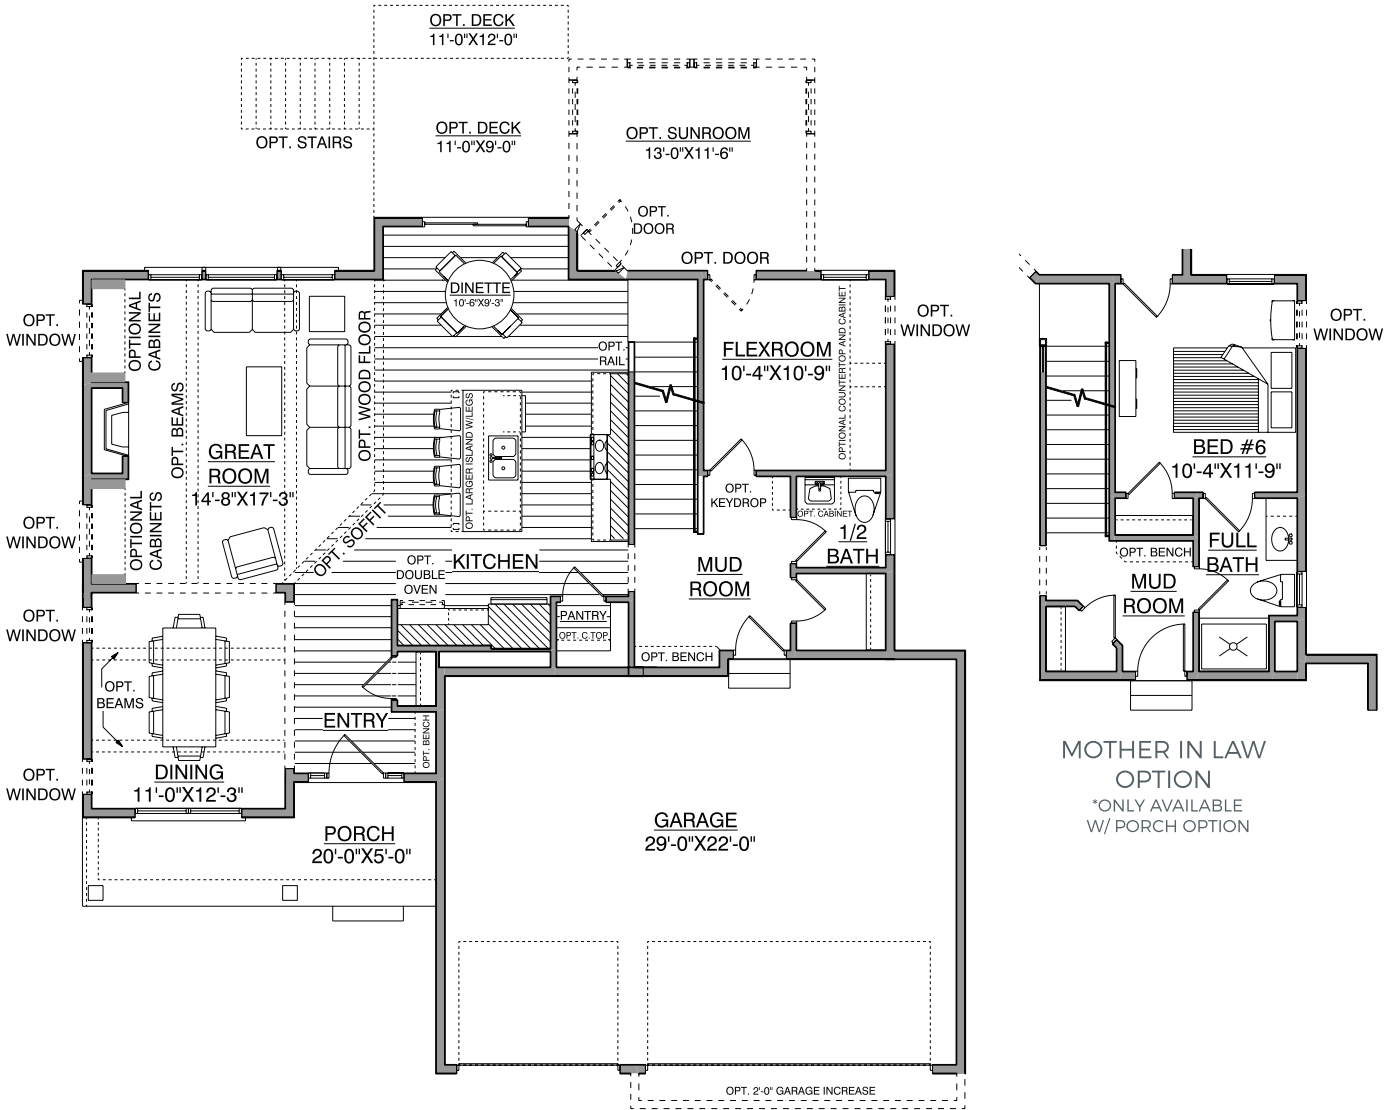 OPT. DECK
11'-0"X12'-0"
OPT. STAIRS
OPT. DECK
11'-0"X9'-0"
OPT. SUNROOM
13'-0"X11'-6"
OPT.
DOOR
OPT. DOOR
OPT.
WINDOW
OPTIONAL
CABINETS
OPT. BEAMS
OPT. WOOD FLOOR
DINETTE
10'-6"X9'-3"
OPT.
RAIL
FLEXROOM
10'-4"X10'-9"
OPTIONAL COUNTERTOP AND CABINET
OPT.
WINDOW
GREAT
ROOM
14'-8"X17'-3"
OPT. LARGER ISLAND W/LEGS
OPT.
KEYDROP
OPT. CABINET
1/2
BATH
OPT.
WINDOW
OPTIONAL
CABINETS
OPT. SOFFIT
OPT.
DOUBLE
OVEN
KITCHEN
MUD
ROOM
PANTRY
OPT. C.TOP
OPT. BENCH
OPT.
WINDOW
OPT.
BEAMS
ENTRY
OPT. BENCH
OPT.
WINDOW
DINING
11'-0"X12'-3"
PORCH
20'-0"X5'-0"
GARAGE
29'-0"X22'-0"
OPT. 2'-0" GARAGE INCREASE
OPT.
WINDOW
BED #6
10'-4"X11'-9"
OPT. BENCH
FULL
BATH
MUD
ROOM
MOTHER IN LAW
OPTION
*ONLY AVAILABLE
W/ PORCH OPTION